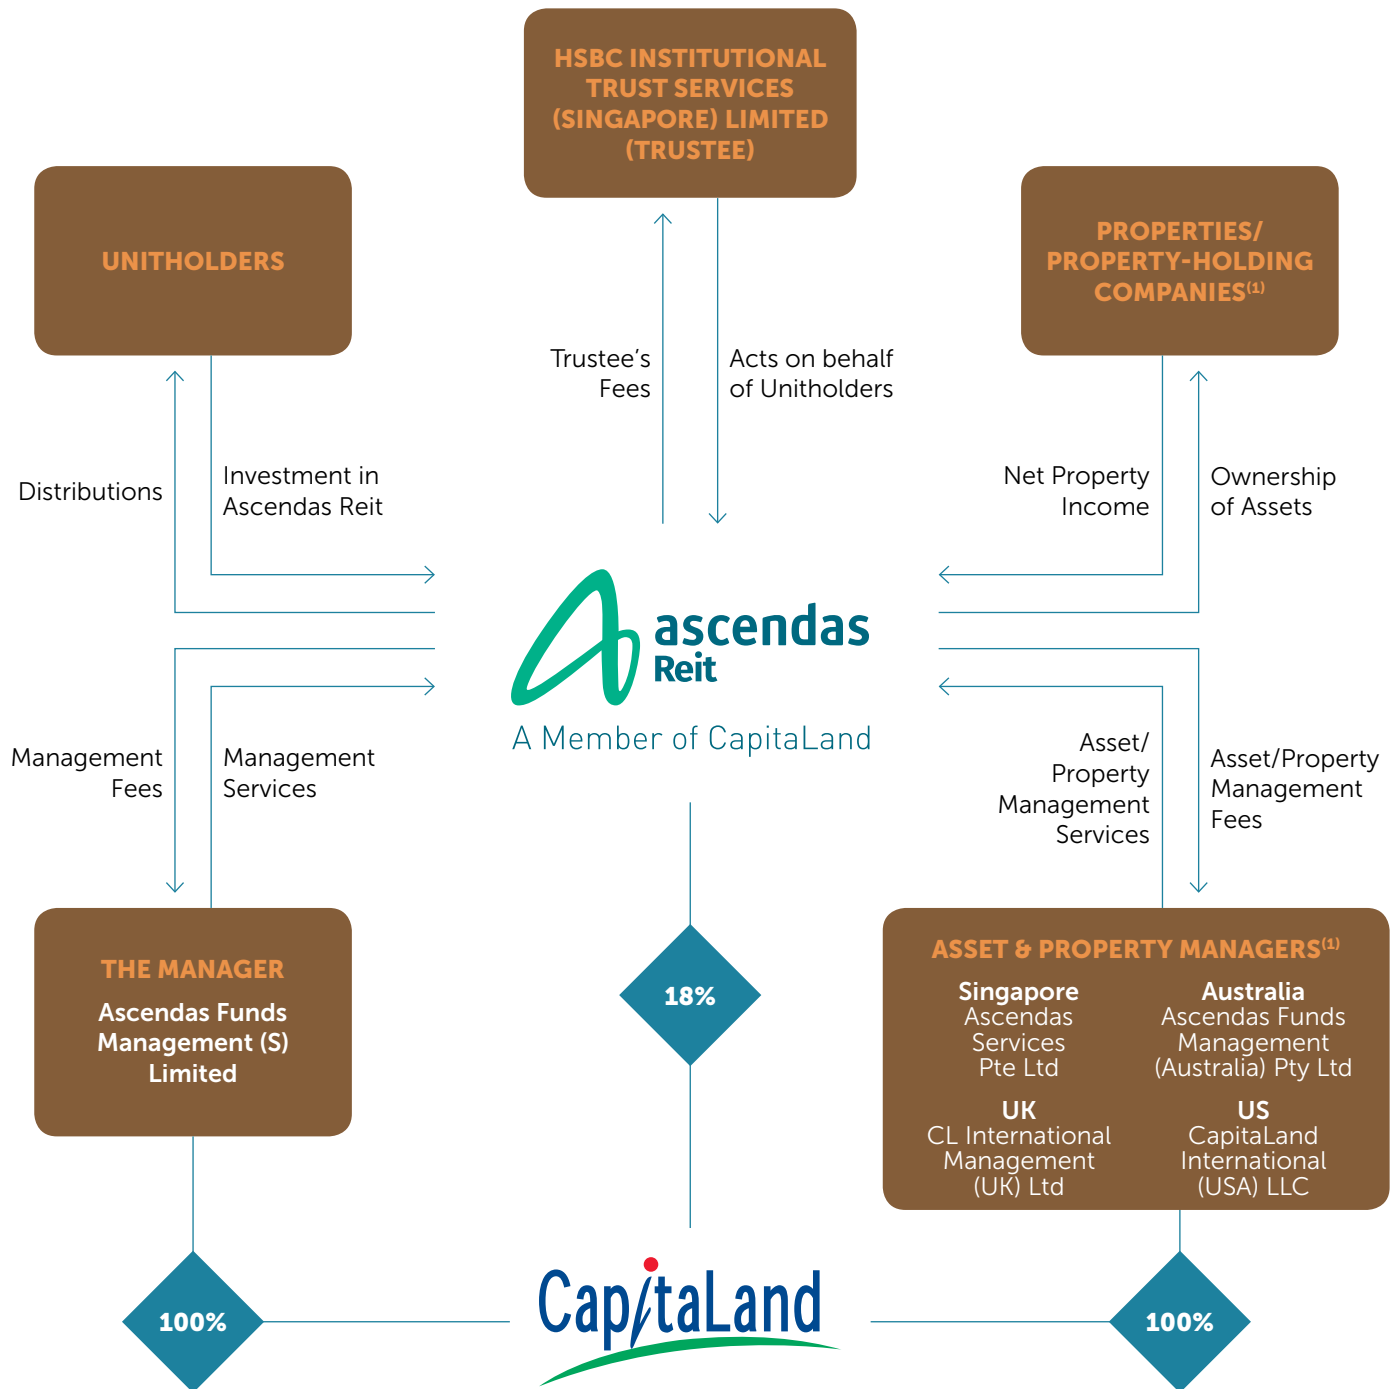 HSBC INSTITUTIONAL
TRUST SERVICES
(SINGAPORE) LIMITED
(TRUSTEE)
UNITHOLDERS
PROPERTIES/
PROPERTY-HOLDING
COMPANIES(1)
Trustee’s
Fees
Acts on behalf
of Unitholders
Distributions
Investment in
Ascendas Reit
Net Property
Income
Ownership
of Assets
ascendas
Reit
A Member of CapitaLand
Management
Fees
Management
Services
Asset/
Property
Management
Services
Asset/Property
Management
Fees
THE MANAGER
Ascendas Funds
Management (S)
Limited
18%
ASSET & PROPERTY MANAGERS(1)
Singapore
Ascendas
Services
Pte Ltd
Australia
Ascendas Funds
Management
(Australia) Pty Ltd
UK
CL International
Management
(UK) Ltd
US
CapitaLand
International
(USA) LLC
100%
CapitaLand
100%